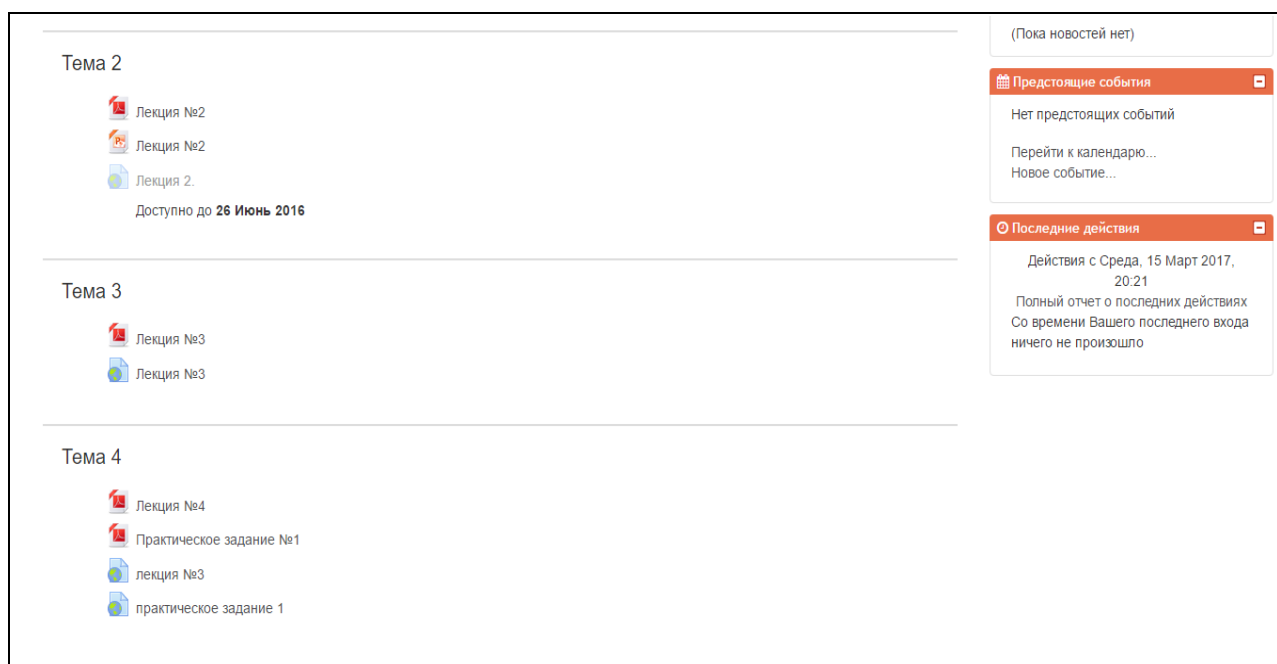 Тема 2
Лекция №2
Лекция №2
Лекция 2.
Доступно до 26 Июнь 2016
Тема 3
Лекция №3
Лекция №3
Тема 4
Лекция №4
Практическое задание №1
лекция №3
практическое задание 1
(Пока новостей нет)
Предстоящие события
Нет предстоящих событий
Перейти к календарю...
Новое событие...
Последние действия
Действия с Среда, 15 Март 2017,
20:21
Полный отчет о последних действиях
Со времени Вашего последнего входа
ничего не произошло